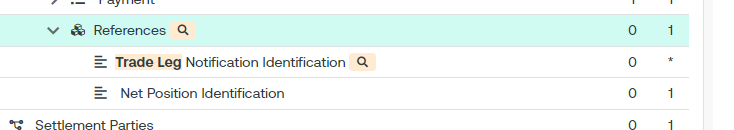 Payment 1 1
References 0 1
Trade Leg Notification Identification 0 *
Net Position Identification 0 1
Settlement Parties 0 1